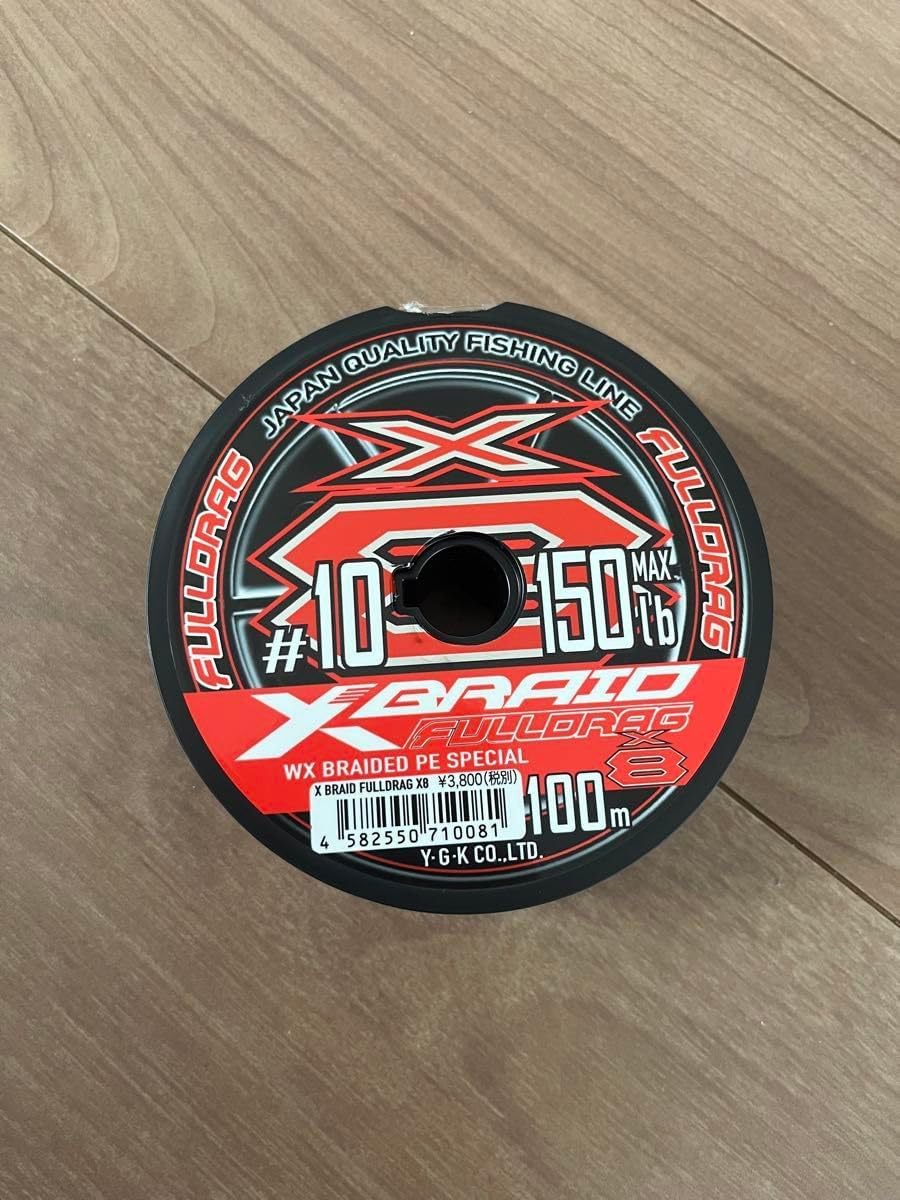 JAPAN QUALITY FISHING LINE
FULLDRAG
FULLDRAG
X
8
#10
150 MAX lb
X BRAID
FULLDRAG X8
WX BRAIDED PE SPECIAL
X BRAID FULLDRAG X8 ¥3,800(税別)
4 582550 710081
100m
Y·G·K CO.,LTD.